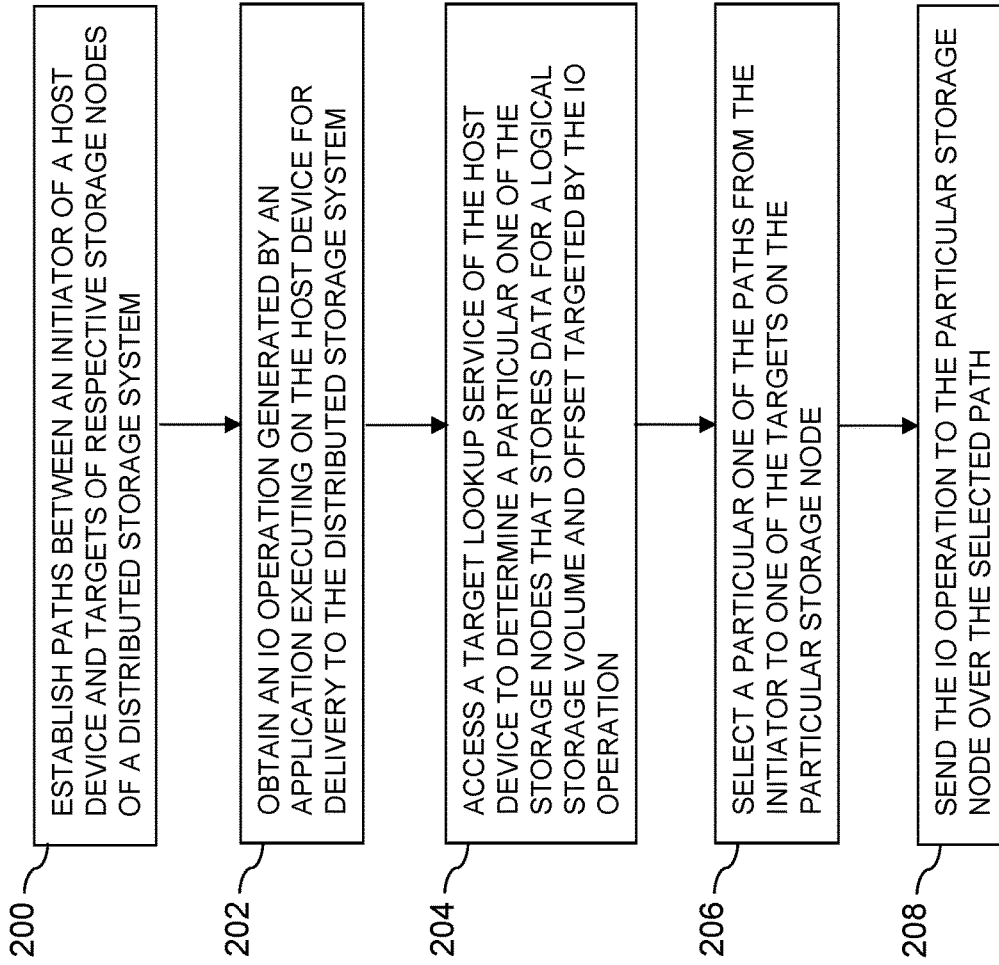 200
ESTABLISH PATHS BETWEEN AN INITIATOR OF A HOST
DEVICE AND TARGETS OF RESPECTIVE STORAGE NODES
OF A DISTRIBUTED STORAGE SYSTEM
202
OBTAIN AN IO OPERATION GENERATED BY AN
APPLICATION EXECUTING ON THE HOST DEVICE FOR
DELIVERY TO THE DISTRIBUTED STORAGE SYSTEM
204
ACCESS A TARGET LOOKUP SERVICE OF THE HOST
DEVICE TO DETERMINE A PARTICULAR ONE OF THE
STORAGE NODES THAT STORES DATA FOR A LOGICAL
STORAGE VOLUME AND OFFSET TARGETED BY THE IO
OPERATION
206
SELECT A PARTICULAR ONE OF THE PATHS FROM THE
INITIATOR TO ONE OF THE TARGETS ON THE
PARTICULAR STORAGE NODE
208
SEND THE IO OPERATION TO THE PARTICULAR STORAGE
NODE OVER THE SELECTED PATH